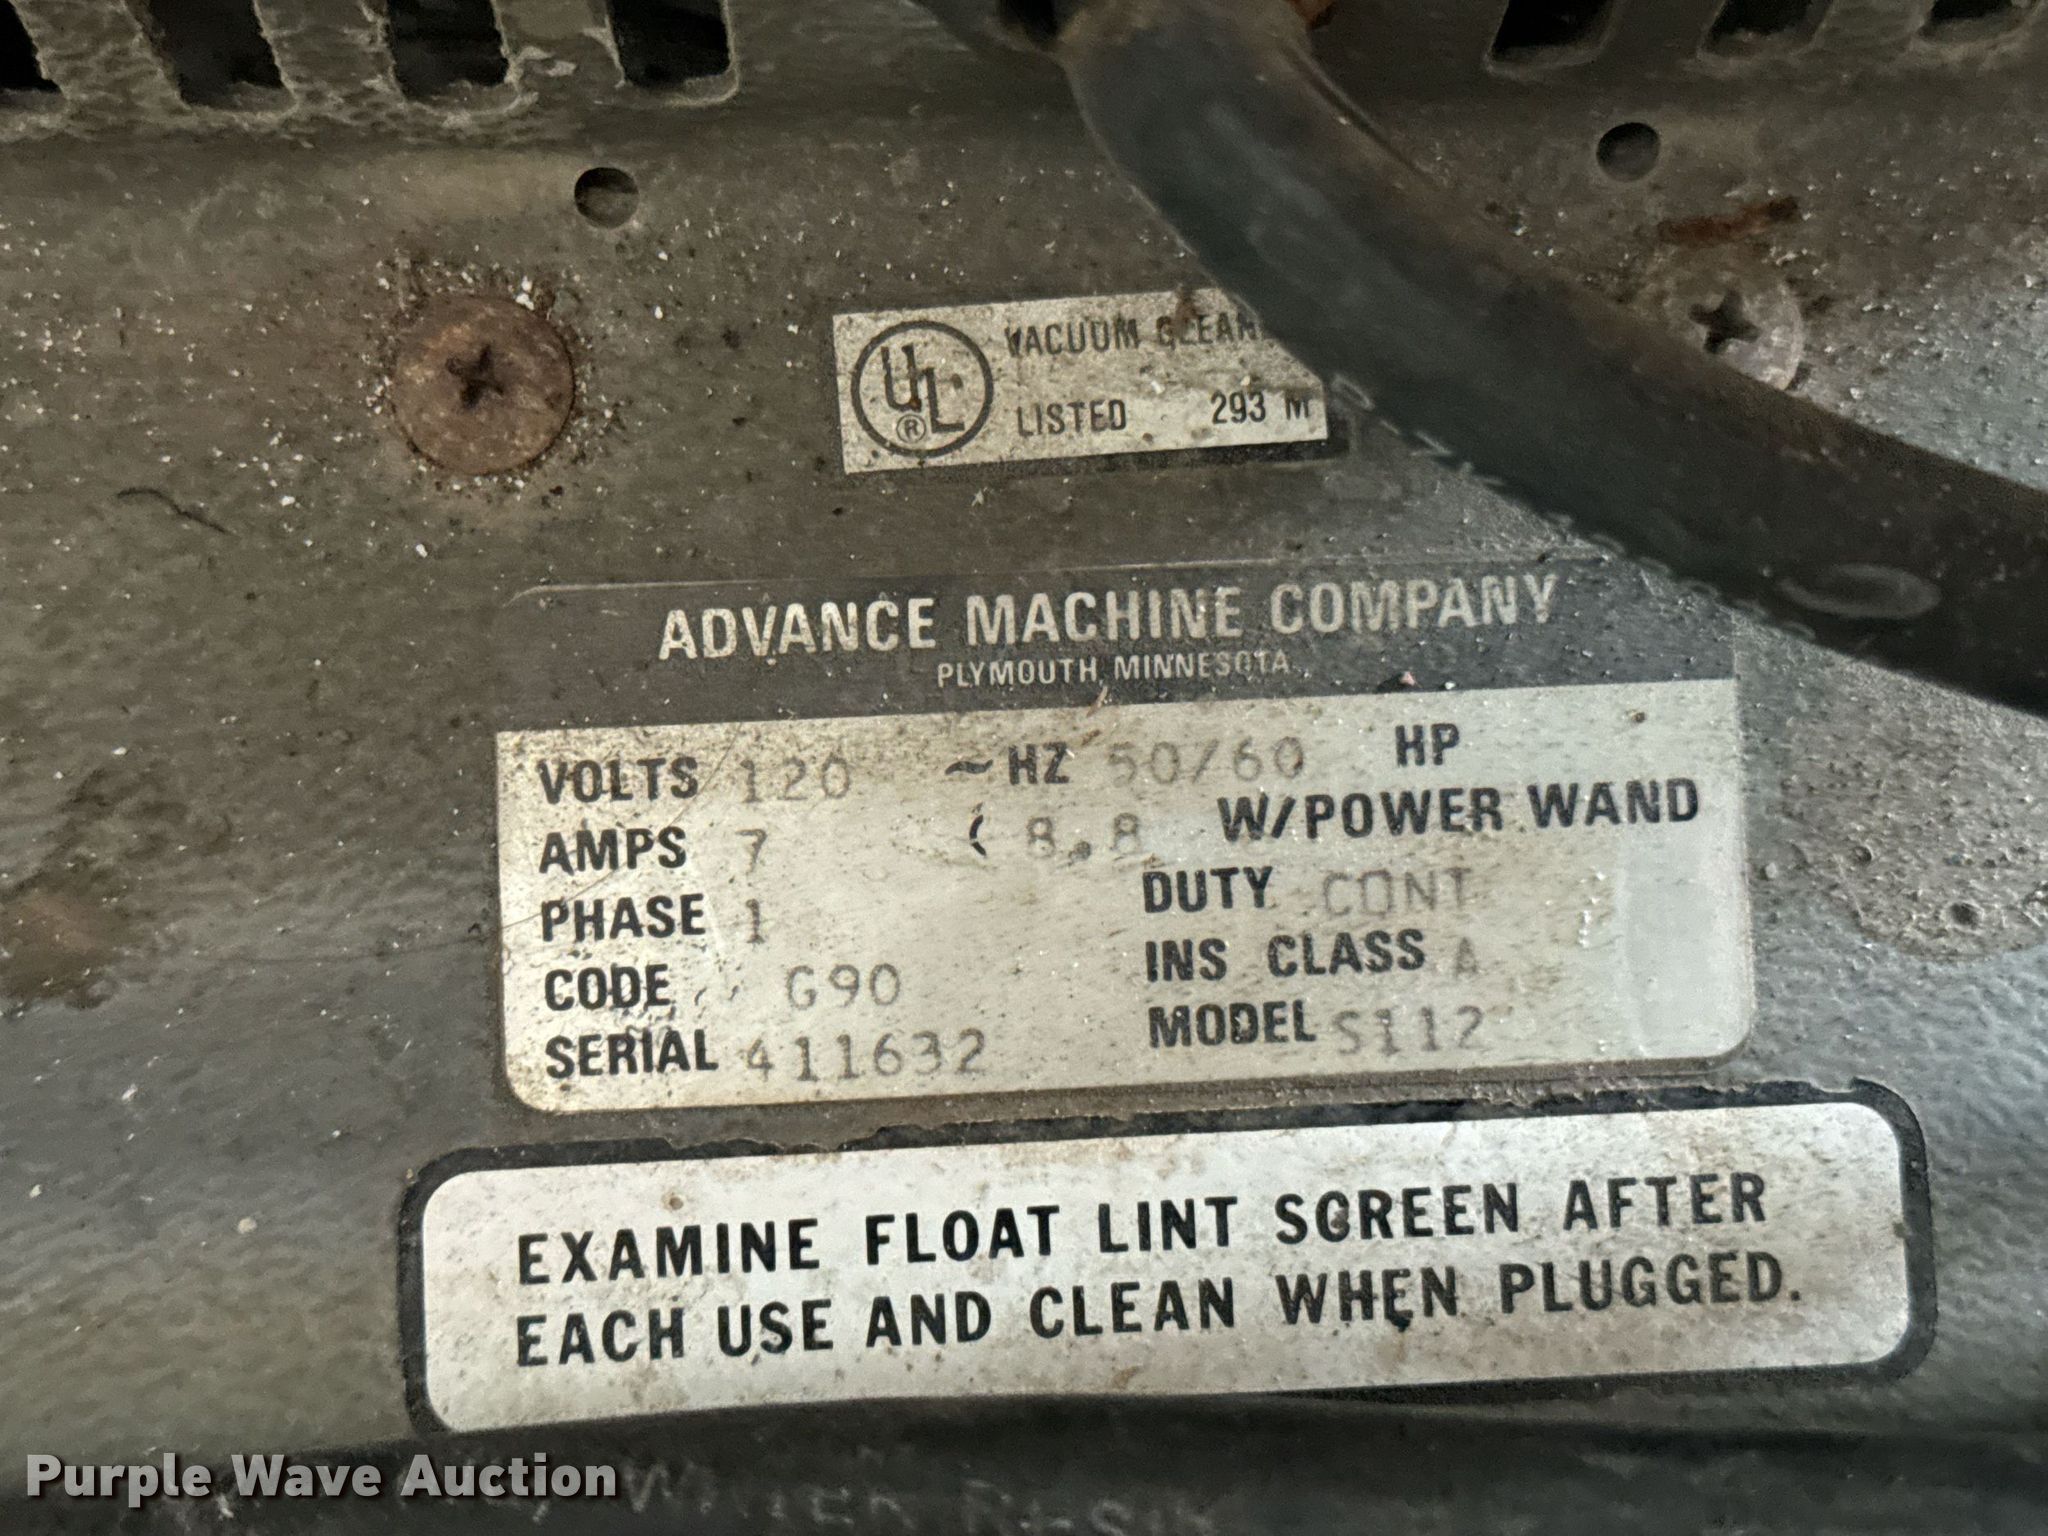 UL® VACUUM CLEANE
LISTED 293 M
ADVANCE MACHINE COMPANY
PLYMOUTH, MINNESOTA
VOLTS 120 ~HZ 50/60 HP
AMPS 7 ( 8.8 W/POWER WAND
PHASE 1 DUTY CONT
CODE G90 INS CLASS A
SERIAL 411632 MODEL S112
EXAMINE FLOAT LINT SCREEN AFTER
EACH USE AND CLEAN WHEN PLUGGED.
Purple Wave Auction